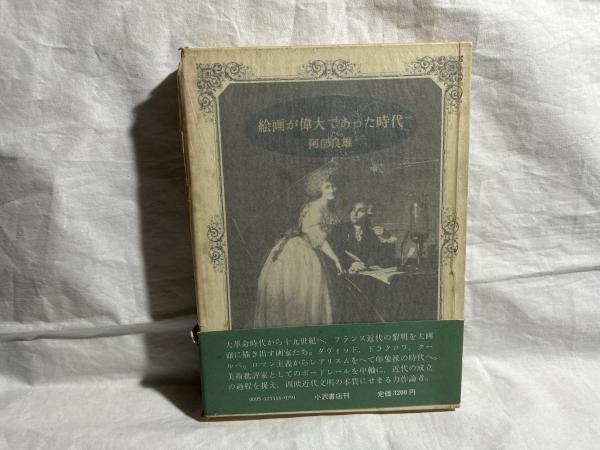 絵画が偉大であった時代
阿部良雄
大革命時代から十九世紀へ、フランス近代の黎明を大画
面に描き出す画家たち。ダヴィッド、ドラクロワ、クー
ルベ。ロマン主義からレアリスムをへて印象派の時代へ。
美術批評家としてのボードレールを中軸に、近代の成立
の過程を捉え、西欧近代文明の本質にせまる力作論考。
0095-133318-0791 小沢書店刊 定価 3200 円